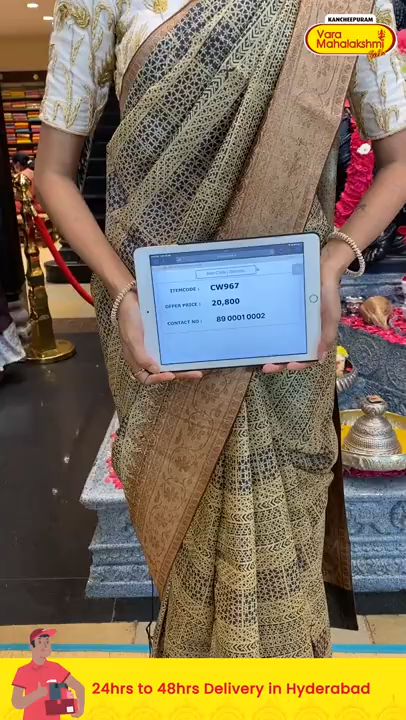 KANCHEEPURAM
Vara
Mahalakshmi
ITEMCODE : CW967
OFFER PRICE : 20,800
CONTACT NO : 89 0001 0002
24hrs to 48hrs Delivery in Hyderabad